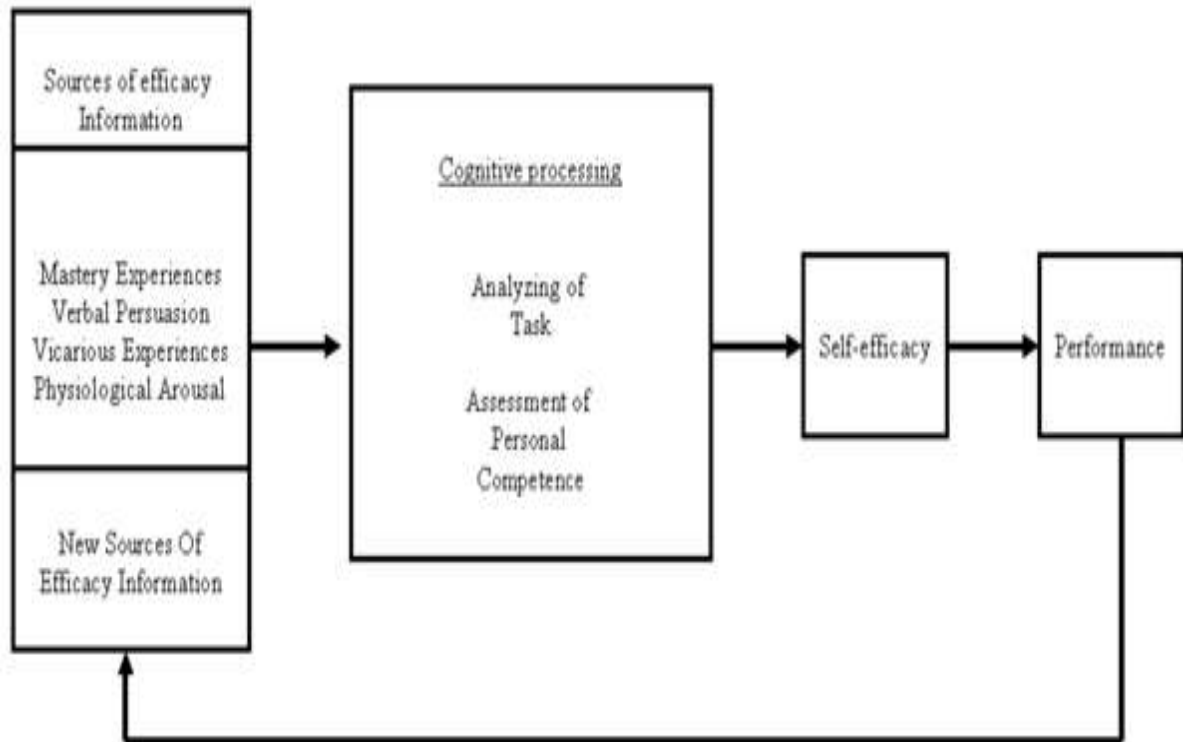 Sources of efficacy
Information
Mastery Experiences
Verbal Persuasion
Vicarious Experiences
Physiological Arousal
New Sources Of
Efficacy Information
Cognitive processing
Analyzing of
Task
Assessment of
Personal
Competence
Self-efficacy
Performance